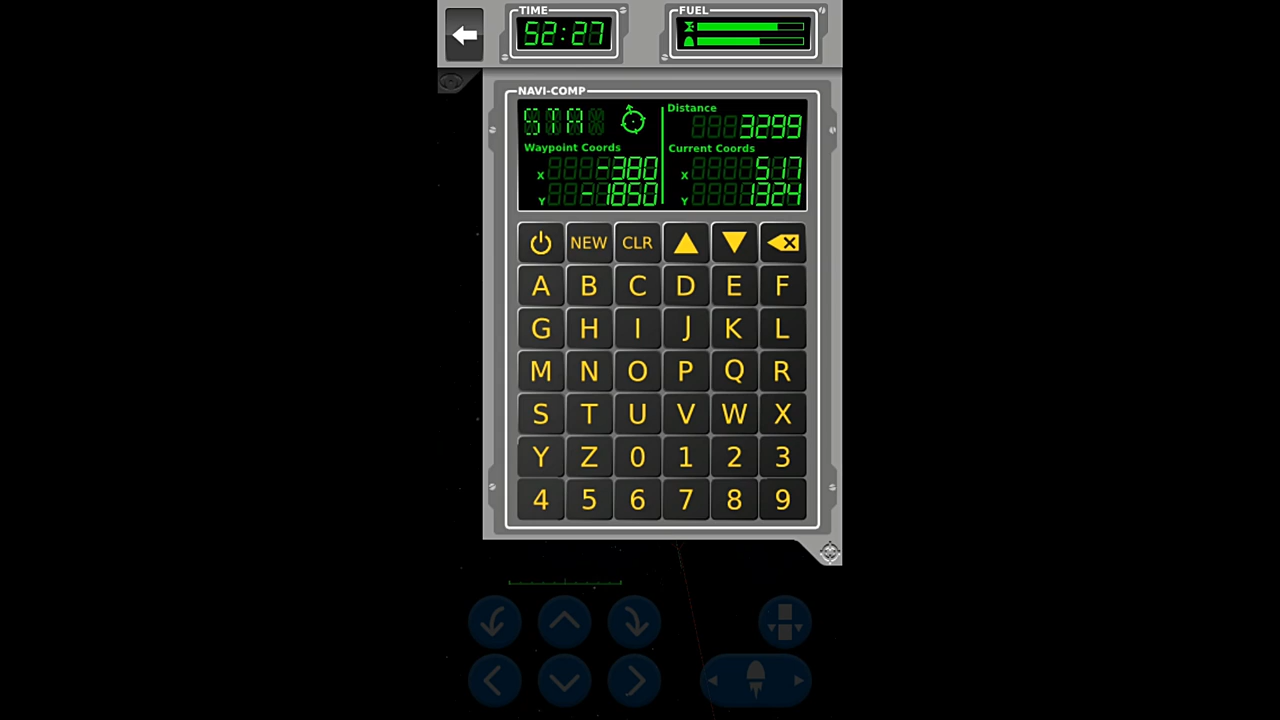 TIME
FUEL
52:27
NAVI-COMP
STA
Distance
3299
Waypoint Coords
Current Coords
X -380
X 517
Y -1850
Y 1324
NEW CLR
A B C D E F
G H I J K L
M N O P Q R
S T U V W X
Y Z 0 1 2 3
4 5 6 7 8 9